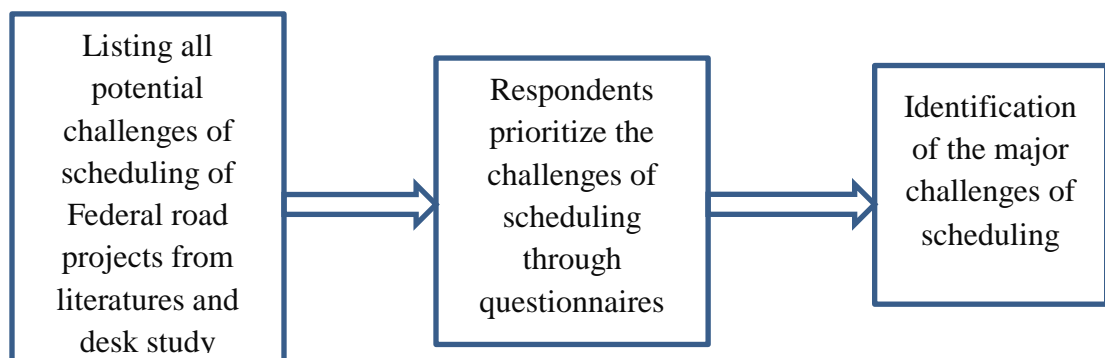 Listing all
potential
challenges of
scheduling of
Federal road
projects from
literatures and
desk study
Respondents
prioritize the
challenges of
scheduling
through
questionnaires
Identification
of the major
challenges of
scheduling